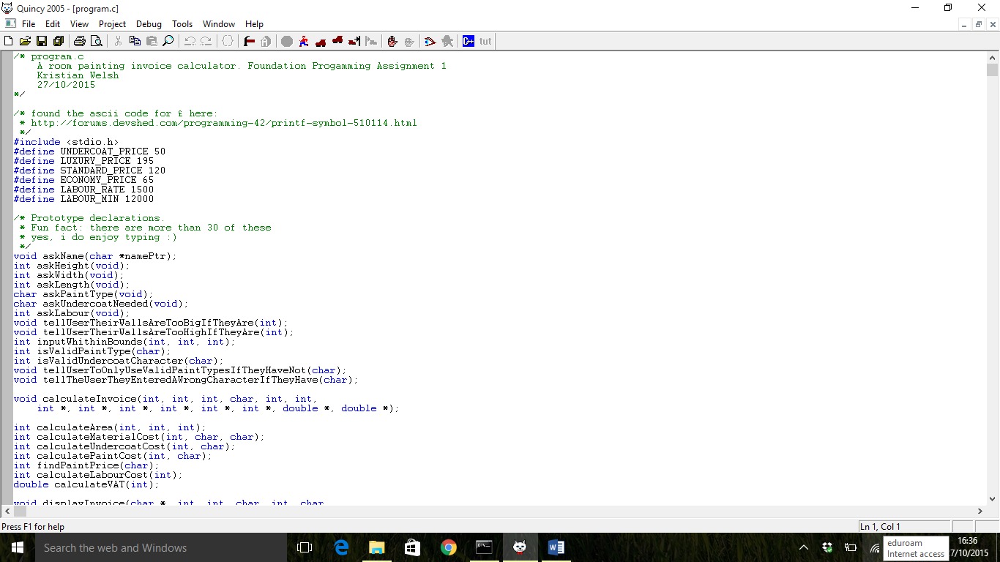 Quincy 2005 - [program.c]
File Edit View Project Debug Tools Window Help
C++ tut
/* program.c
A room painting invoice calculator. Foundation Progamming Assignment 1
Kristian Welsh
27/10/2015
*/
/* found the ascii code for £ here:
* http://forums.devshed.com/programming-42/printf-symbol-510114.html
*/
#include <stdio.h>
#define UNDERCOAT_PRICE 50
#define LUXURY_PRICE 195
#define STANDARD_PRICE 120
#define ECONOMY_PRICE 65
#define LABOUR_RATE 1500
#define LABOUR_MIN 12000
/* Prototype declarations.
* Fun fact: there are more than 30 of these
* yes, i do enjoy typing :)
*/
void askName(char *namePtr);
int askHeight(void);
int askWidth(void);
int askLength(void);
char askPaintType(void);
char askUndercoatNeeded(void);
int askLabour(void);
void tellUserTheirWallsAreTooBigIfTheyAre(int);
void tellUserTheirWallsAreTooHighIfTheyAre(int);
int inputWhithinBounds(int, int, int);
int isValidPaintType(char);
int isValidUndercoatCharacter(char);
void tellUserToOnlyUseValidPaintTypesIfTheyHaveNot(char);
void tellTheUserTheyEnteredAWrongCharacterIfTheyHave(char);
void calculateInvoice(int, int, int, char, int, int,
int *, int *, int *, int *, int *, int *, double *, double *);
int calculateArea(int, int, int);
int calculateMaterialCost(int, char, char);
int calculateUndercoatCost(int, char);
int calculatePaintCost(int, char);
int findPaintPrice(char);
int calculateLabourCost(int);
double calculateVAT(int);
void displayInvoice(char *, int, int, char, int, char,
Press F1 for help
Ln 1, Col 1
Search the web and Windows
eduroam
Internet access
16:36
7/10/2015